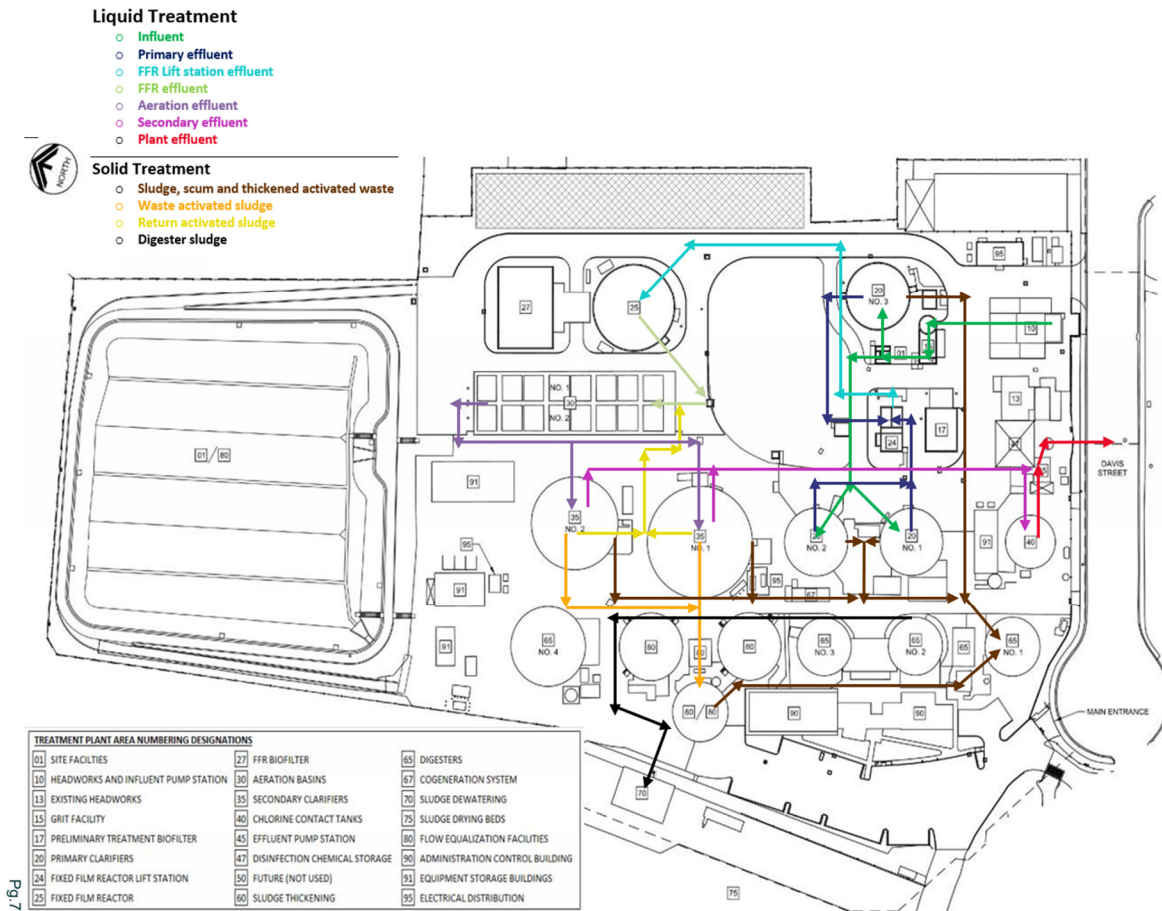 Liquid Treatment
Influent
Primary effluent
FFR Lift station effluent
FFR effluent
Aeration effluent
Secondary effluent
Plant effluent
NORTH
Solid Treatment
Sludge, scum and thickened activated waste
Waste activated sludge
Return activated sludge
Digester sludge
95
27
25
20
NO. 3
10
01
NO. 1
30
NO. 2
13
17
24
47
DAVIS
STREET
01/80
91
35
NO. 2
35
NO. 1
NO. 2
20
NO. 1
91
40
95
91
95
67
65
NO. 4
60
80
65
NO. 3
65
NO. 2
65
65
NO. 1
91
60/80
90
90
MAIN ENTRANCE
70
75
TREATMENT PLANT AREA NUMBERING DESIGNATIONS
01 SITE FACILTIES
10 HEADWORKS AND INFLUENT PUMP STATION
13 EXISTING HEADWORKS
15 GRIT FACILITY
17 PRELIMINARY TREATMENT BIOFILTER
20 PRIMARY CLARIFIERS
24 FIXED FILM REACTOR LIFT STATION
25 FIXED FILM REACTOR
27 FFR BIOFILTER
30 AERATION BASINS
35 SECONDARY CLARIFIERS
40 CHLORINE CONTACT TANKS
45 EFFLUENT PUMP STATION
47 DISINFECTION CHEMICAL STORAGE
50 FUTURE (NOT USED)
60 SLUDGE THICKENING
65 DIGESTERS
67 COGENERATION SYSTEM
70 SLUDGE DEWATERING
75 SLUDGE DRYING BEDS
80 FLOW EQUALIZATION FACILITIES
90 ADMINISTRATION CONTROL BUILDING
91 EQUIPMENT STORAGE BUILDINGS
95 ELECTRICAL DISTRIBUTION
Pg.7